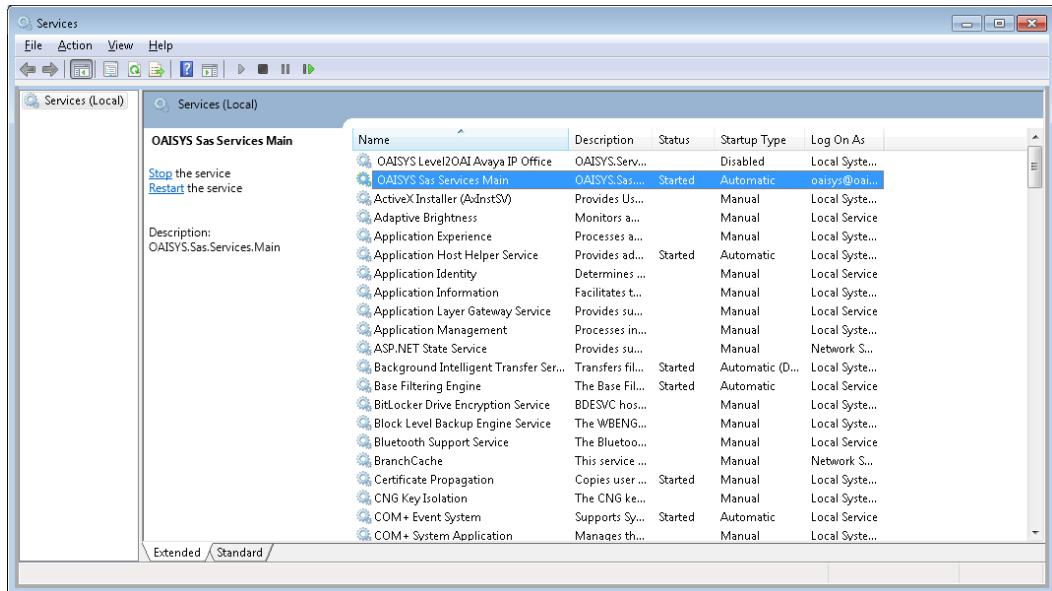 Services
File Action View Help
Services (Local)
Services (Local)
OAISYS Sas Services Main
Stop the service
Restart the service
Description:
OAISYS.Sas.Services.Main
Name Description Status Startup Type Log On As
OAISYS Level2OAI Avaya IP Office OAISYS.Serv... Disabled Local Syste...
OAISYS Sas Services Main OAISYS.Sas.... Started Automatic oaisys@oai...
ActiveX Installer (AxInstSV) Provides Us... Manual Local Syste...
Adaptive Brightness Monitors a... Manual Local Service
Application Experience Processes a... Manual Local Syste...
Application Host Helper Service Provides ad... Started Automatic Local Syste...
Application Identity Determines ... Manual Local Service
Application Information Facilitates t... Manual Local Syste...
Application Layer Gateway Service Provides su... Manual Local Service
Application Management Processes in... Manual Local Syste...
ASP.NET State Service Provides su... Manual Network S...
Background Intelligent Transfer Ser... Transfers fil... Started Automatic (D... Local Syste...
Base Filtering Engine The Base Fil... Started Automatic Local Service
BitLocker Drive Encryption Service BDESVC hos... Manual Local Syste...
Block Level Backup Engine Service The WBENG... Manual Local Syste...
Bluetooth Support Service The Bluetoo... Manual Local Service
BranchCache This service ... Manual Network S...
Certificate Propagation Copies user ... Started Manual Local Syste...
CNG Key Isolation The CNG ke... Manual Local Syste...
COM+ Event System Supports Sy... Started Automatic Local Service
COM+ System Application Manages th... Manual Local Syste...
Extended Standard